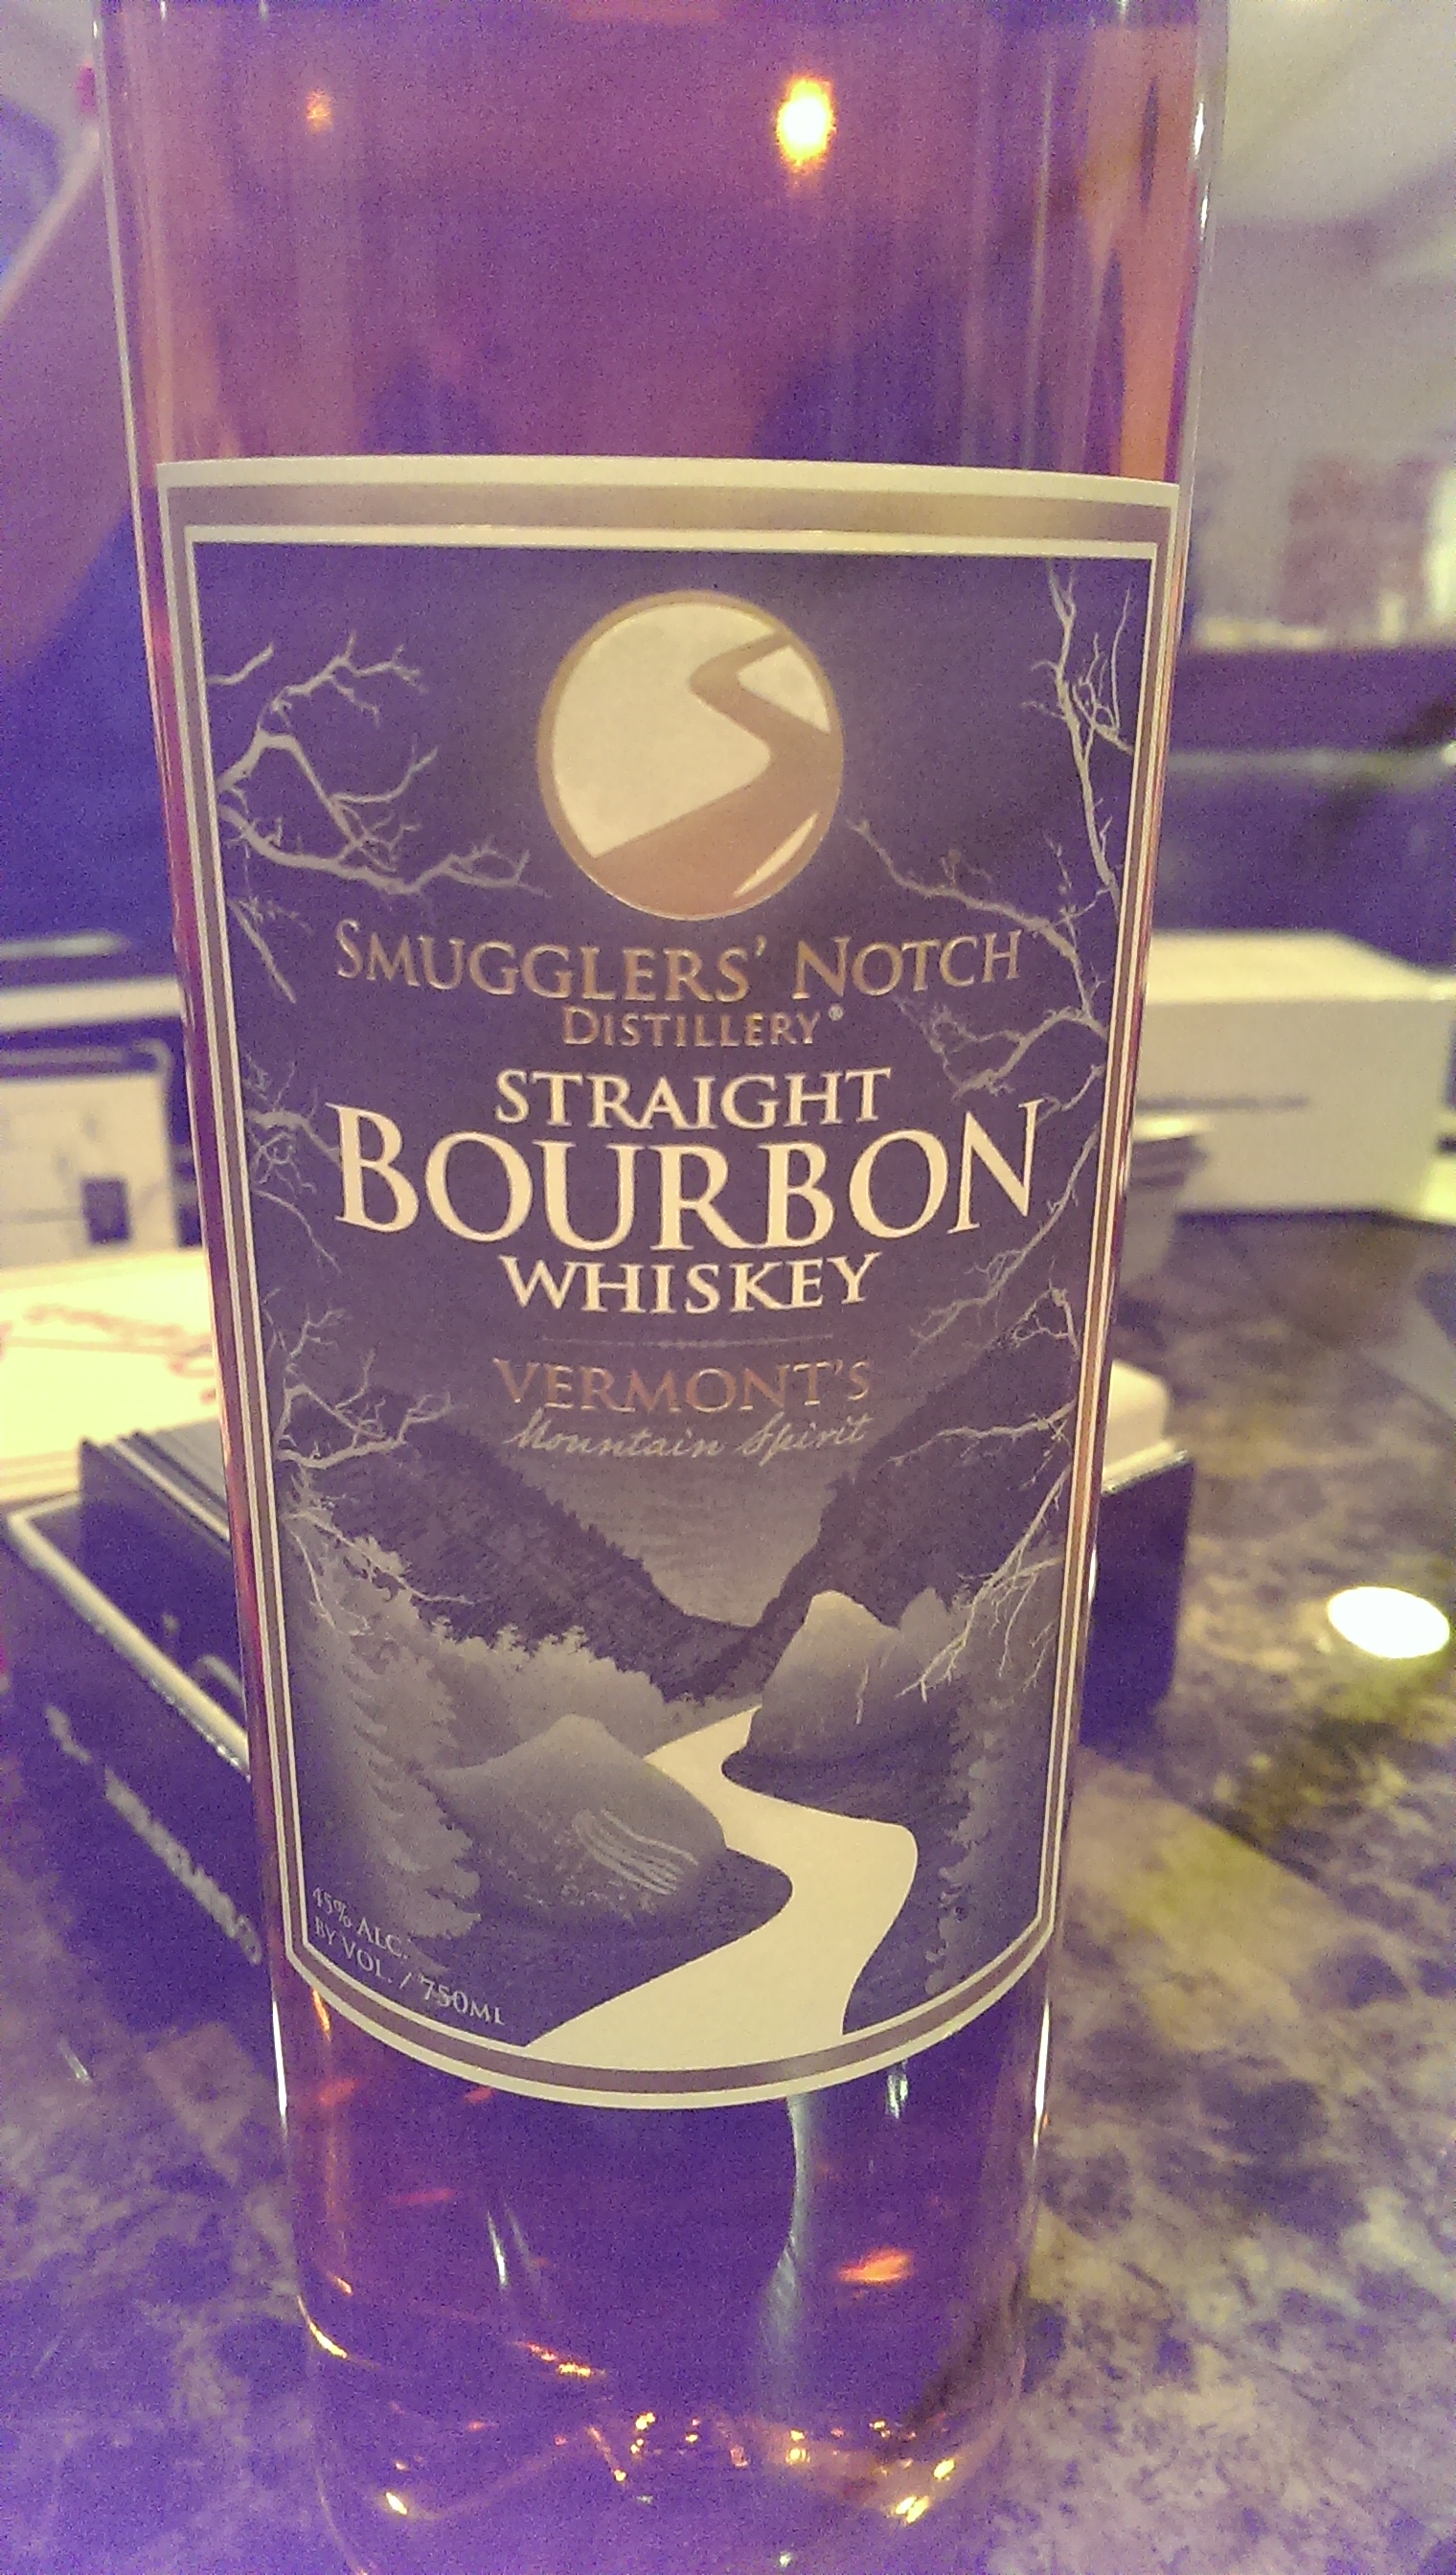 SMUGGLERS' NOTCH
DISTILLERY®
STRAIGHT
BOURBON
WHISKEY
VERMONT'S
Mountain Spirit
45% ALC.
BY VOL. / 750ML